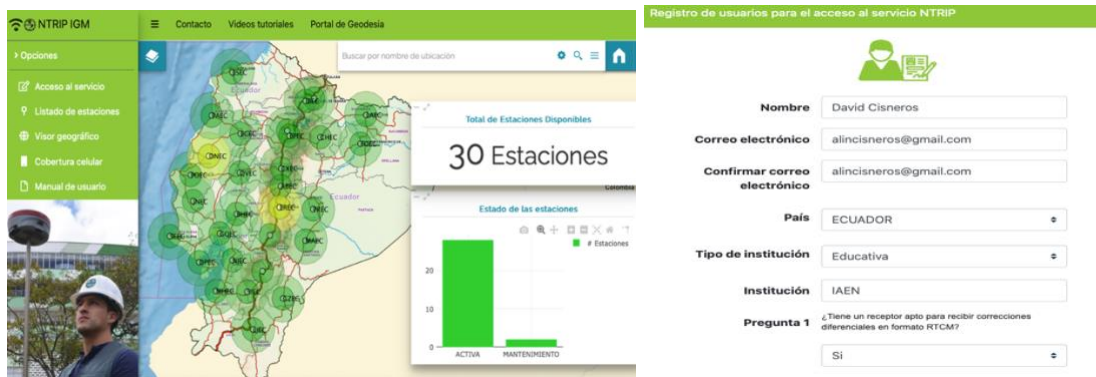 NTRIP IGM
Contacto Videos tutoriales Portal de Geodesia
Opciones
Acceso al servicio
Listado de estaciones
Visor geográfico
Cobertura celular
Manual de usuario
Buscar por nombre de ubicación
Ecuador
Ecuador
Colombia
Total de Estaciones Disponibles
30 Estaciones
Estado de las estaciones
# Estaciones
20
10
0
ACTIVA MANTENIMIENTO
Registro de usuarios para el acceso al servicio NTRIP
Nombre David Cisneros
Correo electrónico alincisneros@gmail.com
Confirmar correo electrónico alincisneros@gmail.com
País ECUADOR
Tipo de institución Educativa
Institución IAEN
Pregunta 1 ¿Tiene un receptor apto para recibir correcciones
diferenciales en formato RTCM?
Si